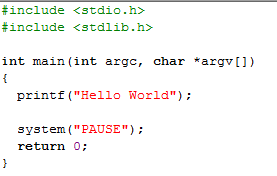 #include <stdio.h>
#include <stdlib.h>

int main(int argc, char *argv[])
{
  printf("Hello World");

  system("PAUSE");
  return 0;
}